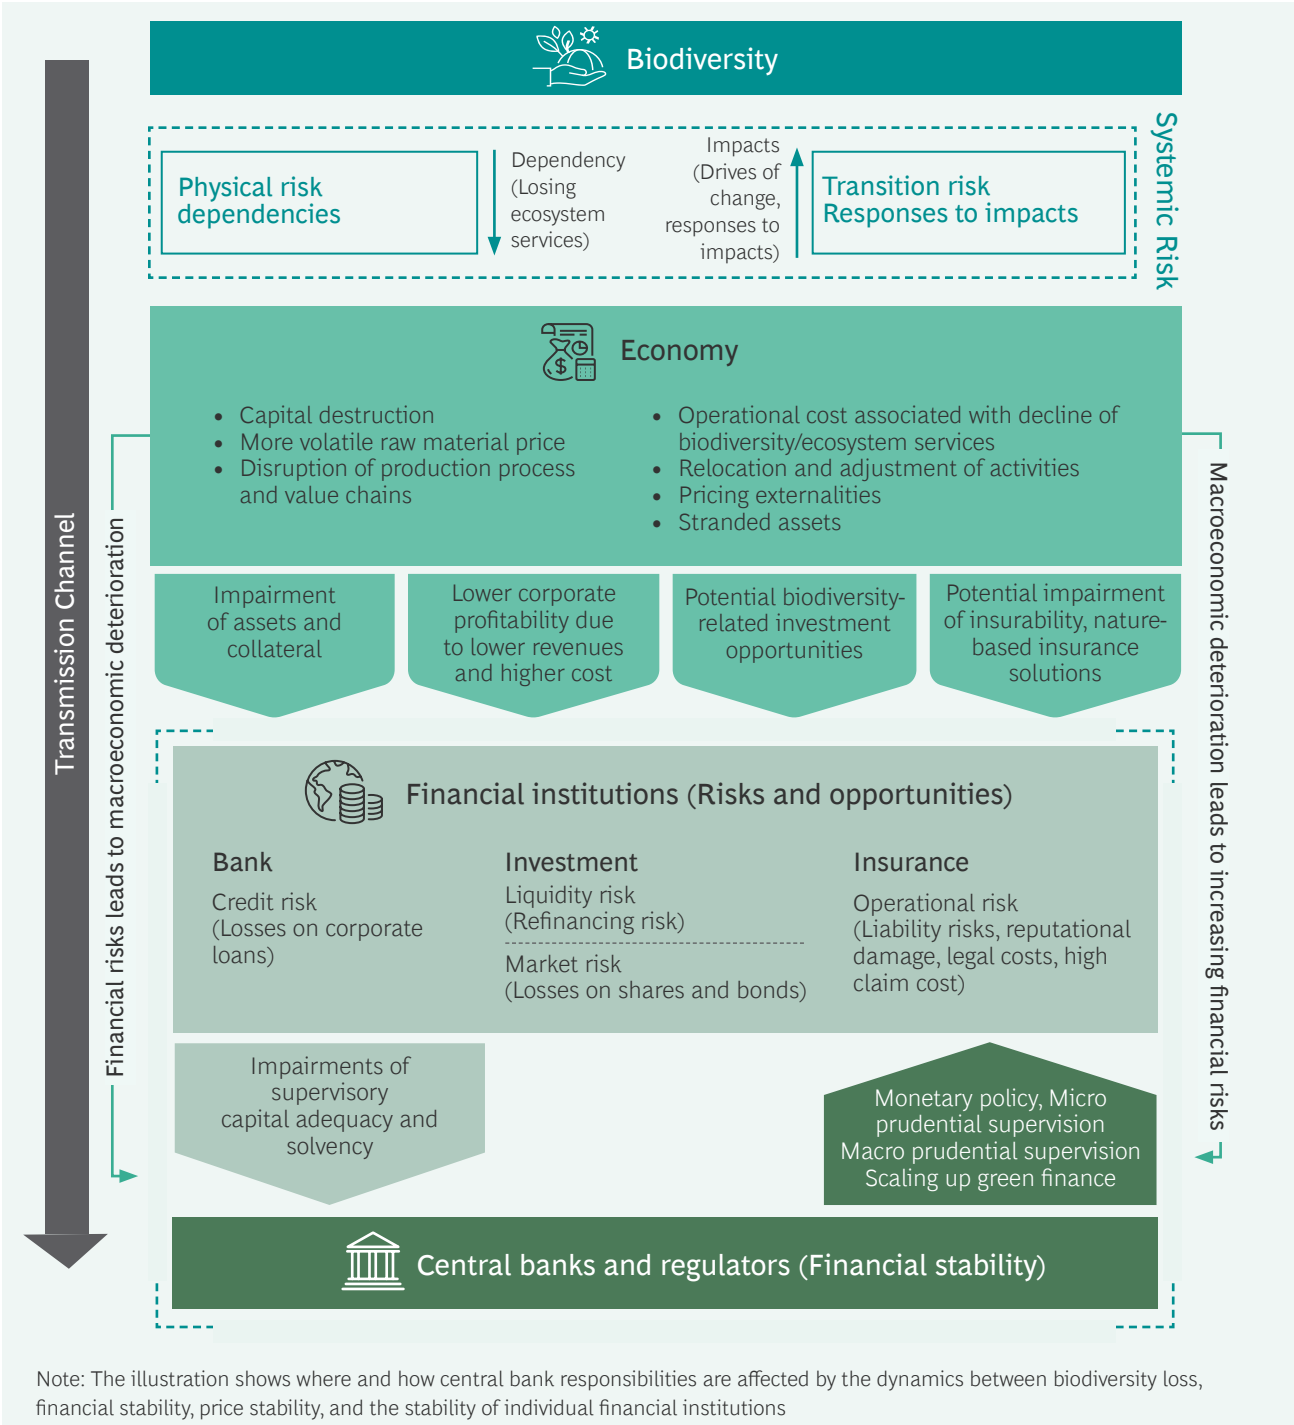 Biodiversity
Systemic Risk
Physical risk
dependencies
Dependency
(Losing
ecosystem
services)
Impacts
(Drives of
change,
responses to
impacts)
Transition risk
Responses to impacts
Economy
• Capital destruction
• More volatile raw material price
• Disruption of production process
and value chains
• Operational cost associated with decline of
biodiversity/ecosystem services
• Relocation and adjustment of activities
• Pricing externalities
• Stranded assets
Transmission Channel
Financial risks leads to macroeconomic deterioration
Macroeconomic deterioration leads to increasing financial risks
Impairment
of assets and
collateral
Lower corporate
profitability due
to lower revenues
and higher cost
Potential biodiversity-
related investment
opportunities
Potential impairment
of insurability, nature-
based insurance
solutions
Financial institutions (Risks and opportunities)
Bank
Credit risk
(Losses on corporate
loans)
Investment
Liquidity risk
(Refinancing risk)
Market risk
(Losses on shares and bonds)
Insurance
Operational risk
(Liability risks, reputational
damage, legal costs, high
claim cost)
Impairments of
supervisory
capital adequacy and
solvency
Monetary policy, Micro
prudential supervision
Macro prudential supervision
Scaling up green finance
Central banks and regulators (Financial stability)
Note: The illustration shows where and how central bank responsibilities are affected by the dynamics between biodiversity loss,
financial stability, price stability, and the stability of individual financial institutions